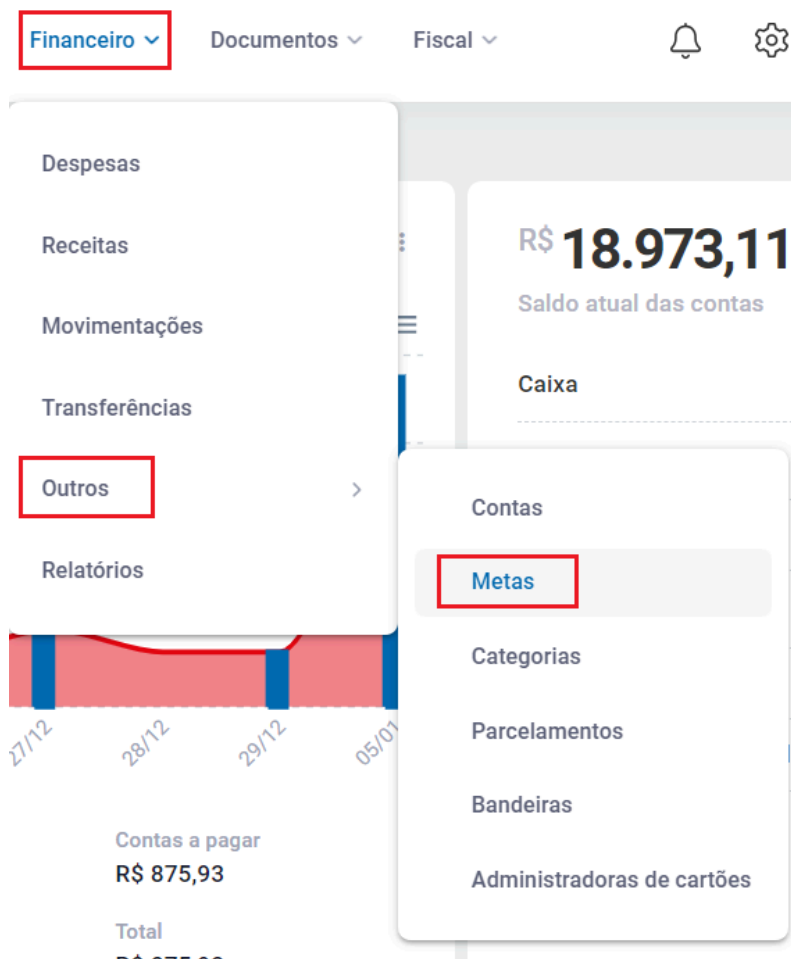 Financeiro Documentos Fiscal
Despesas
Receitas
Movimentações
Transferências
Outros
Relatórios
R$ 18.973,11
Saldo atual das contas
Caixa
Contas
Metas
Categorias
Parcelamentos
Bandeiras
Administradoras de cartões
27/12 28/12 29/12 05/01
Contas a pagar
R$ 875,93
Total